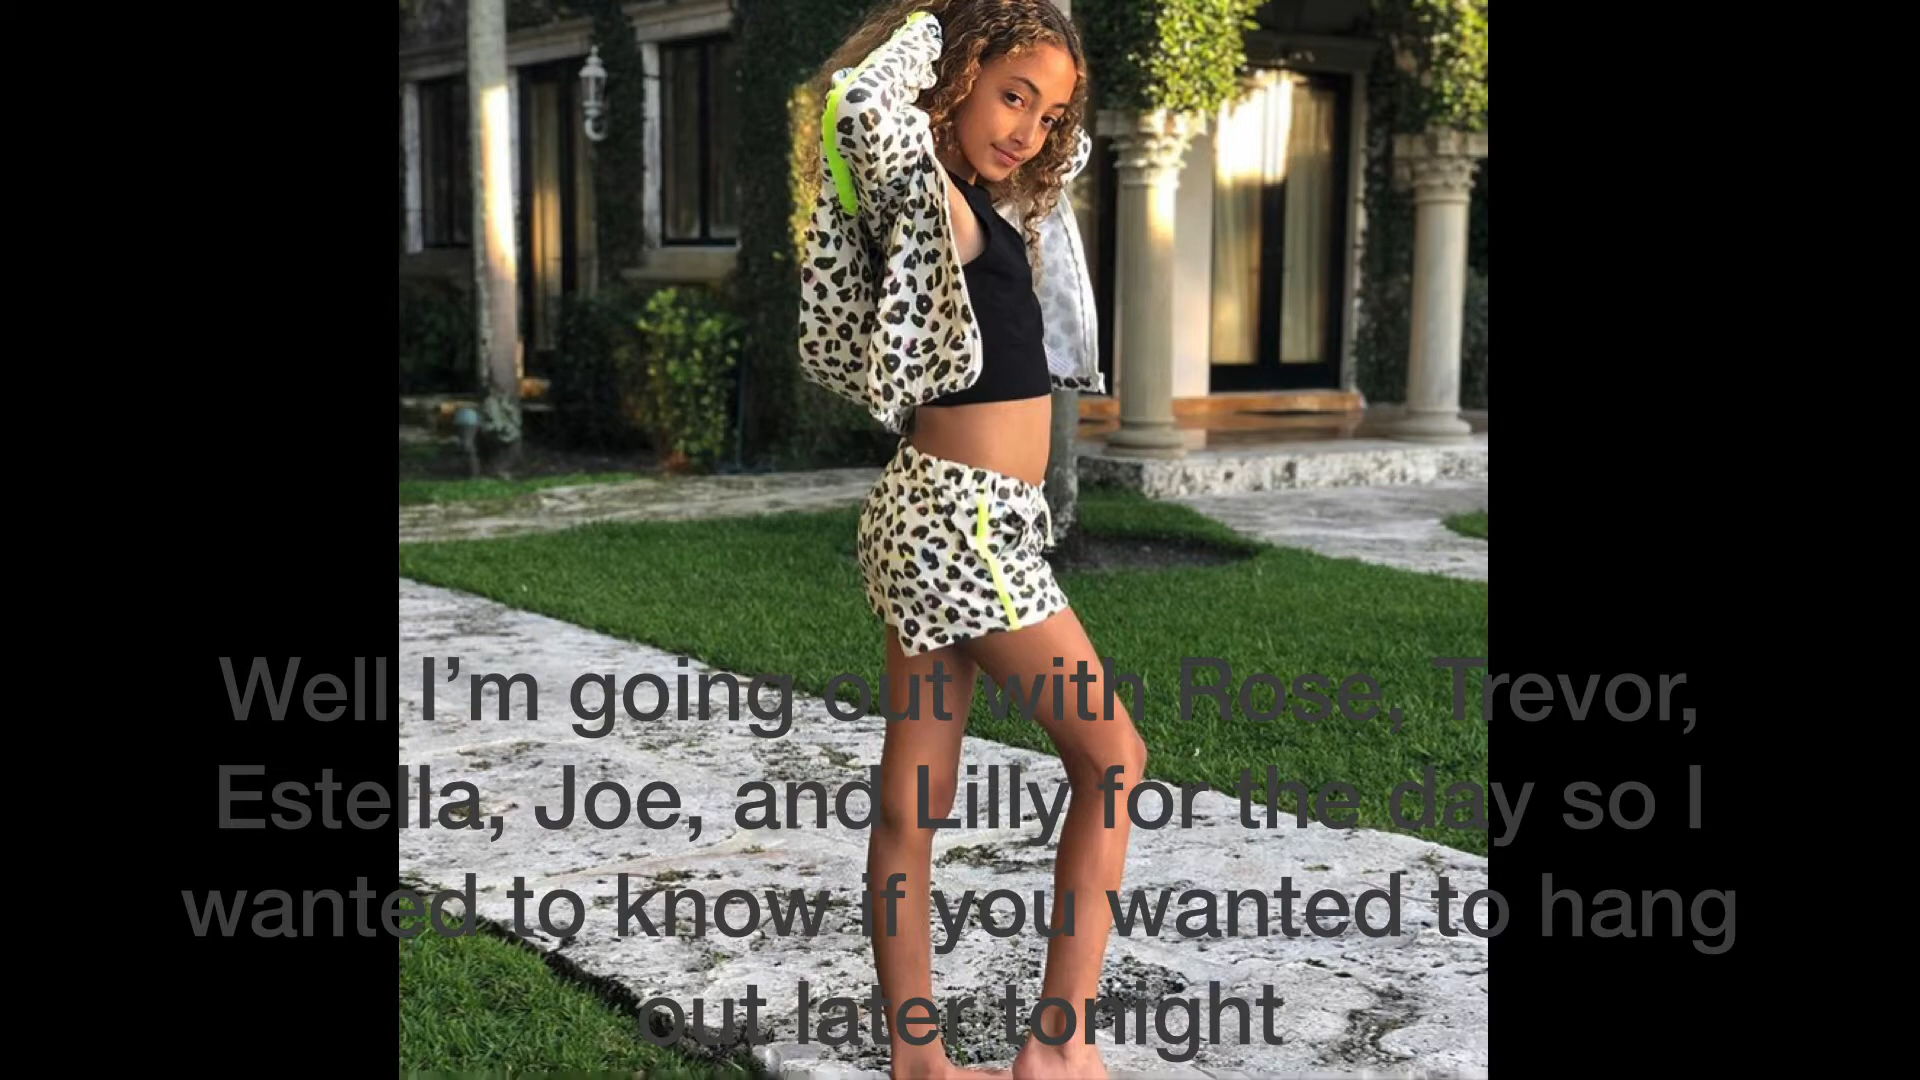 Well I’m going out with Rose, Trevor,
Estella, Joe, and Lilly for the day so I
wanted to know if you wanted to hang
out later tonight